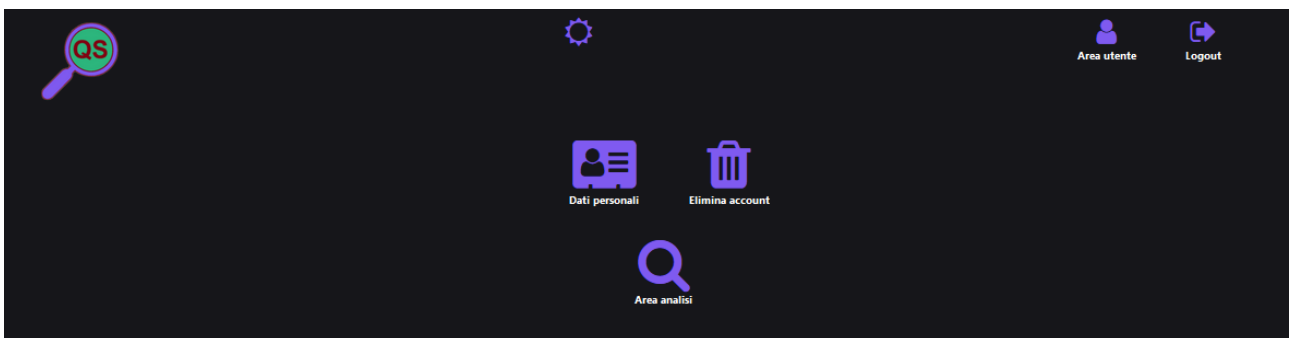 QS
Area utente
Logout
Dati personali
Elimina account
Area analisi